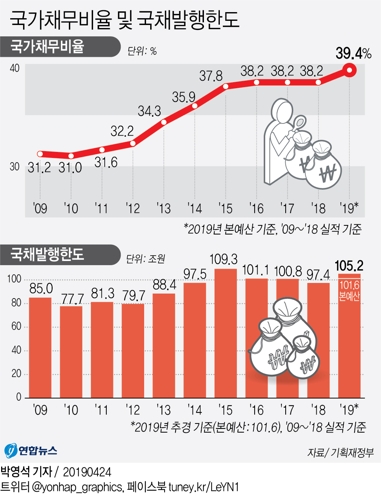 국가채무비율 및 국채발행한도
국가채무비율 단위: %
40
30
31.2 31.0 31.6 32.2 34.3 35.9 37.8 38.2 38.2 38.2 39.4%
'09 '10 '11 '12 '13 '14 '15 '16 '17 '18 '19*
*2019년 본예산 기준, '09~'18 실적 기준
국채발행한도 단위: 조원
100
80
60
40
20
0
85.0 77.7 81.3 79.7 88.4 97.5 109.3 101.1 100.8 97.4 105.2
101.6
본예산
'09 '10 '11 '12 '13 '14 '15 '16 '17 '18 '19*
*2019년 추경 기준(본예산:101.6), '09~'18 실적 기준
연합뉴스
자료/ 기획재정부
박영석 기자 / 20190424
트위터 @yonhap_graphics, 페이스북 tuney.kr/LeYN1